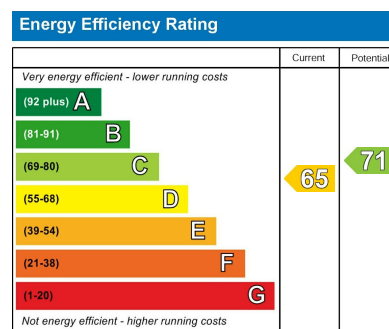 Energy Efficiency Rating
Current Potential
Very energy efficient - lower running costs
(92 plus) A
(81-91) B
(69-80) C
71
65
(55-68) D
(39-54) E
(21-38) F
(1-20) G
Not energy efficient - higher running costs